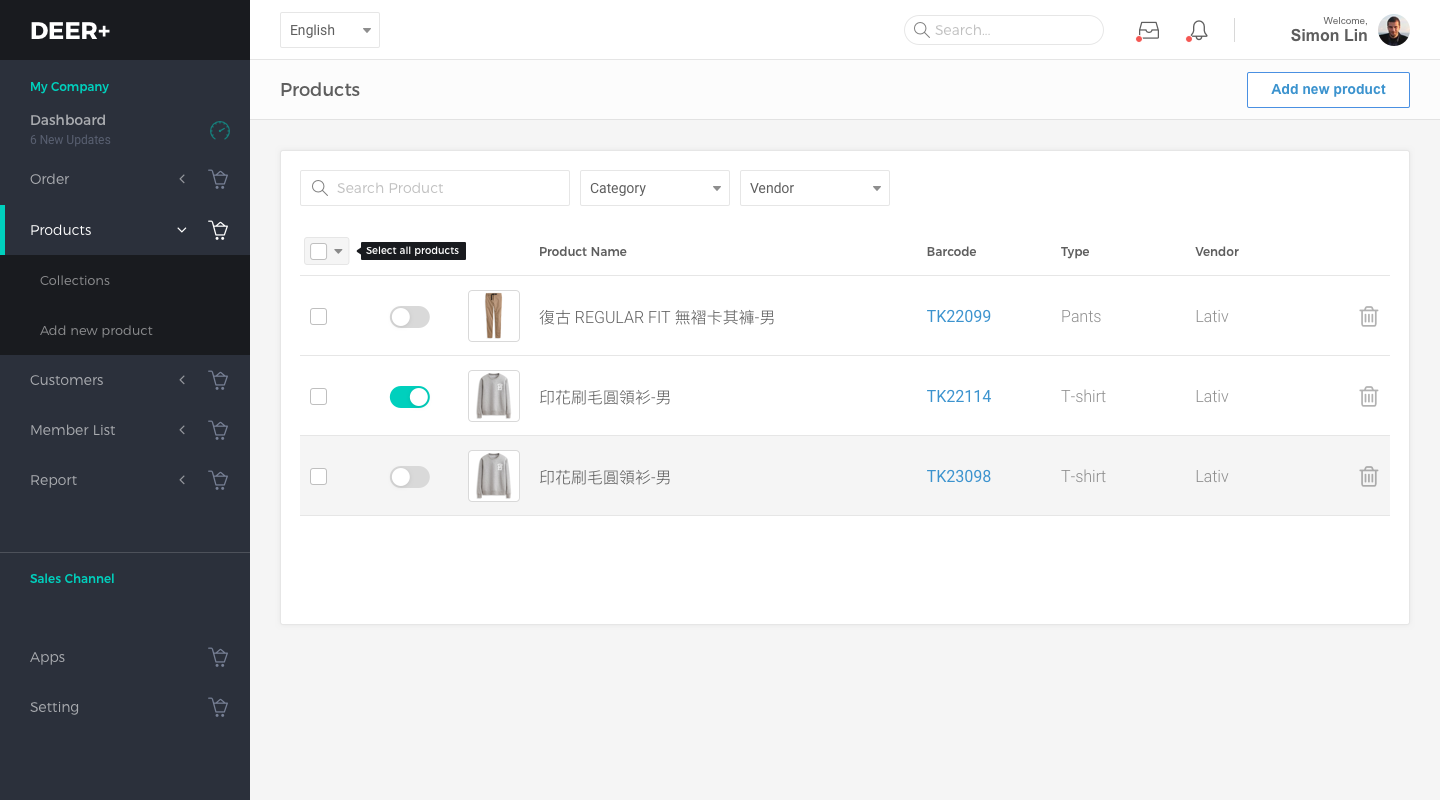 DEER+
English
Search...
Welcome,
Simon Lin
My Company
Dashboard
6 New Updates
Order
Products
Collections
Add new product
Customers
Member List
Report
Sales Channel
Apps
Setting
Products
Add new product
Search Product
Category
Vendor
Select all products
Product Name
Barcode
Type
Vendor
復古 REGULAR FIT 無褶卡其褲-男
TK22099
Pants
Lativ
印花刷毛圓領衫-男
TK22114
T-shirt
Lativ
印花刷毛圓領衫-男
TK23098
T-shirt
Lativ